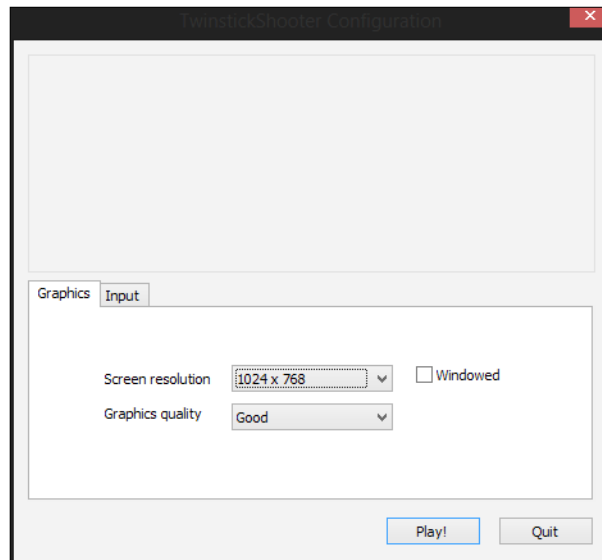 TwinstickShooter Configuration
Graphics
Input
Screen resolution
1024 x 768
Windowed
Graphics quality
Good
Play!
Quit